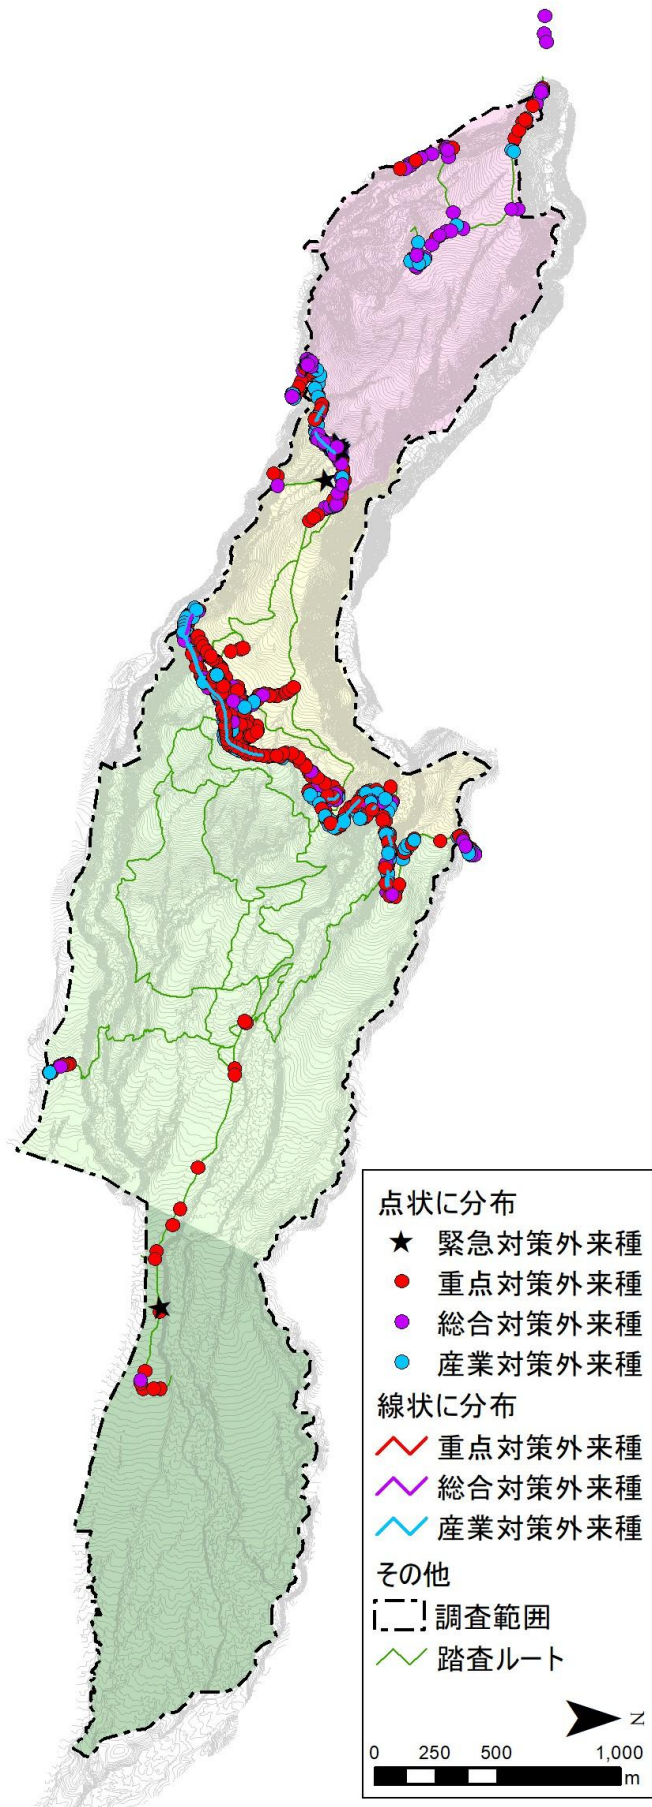 点状に分布
緊急対策外来種
重点対策外来種
総合対策外来種
産業対策外来種
線状に分布
重点対策外来種
総合対策外来種
産業対策外来種
その他
調査範囲
踏査ルート
N
0 250 500 1,000
m